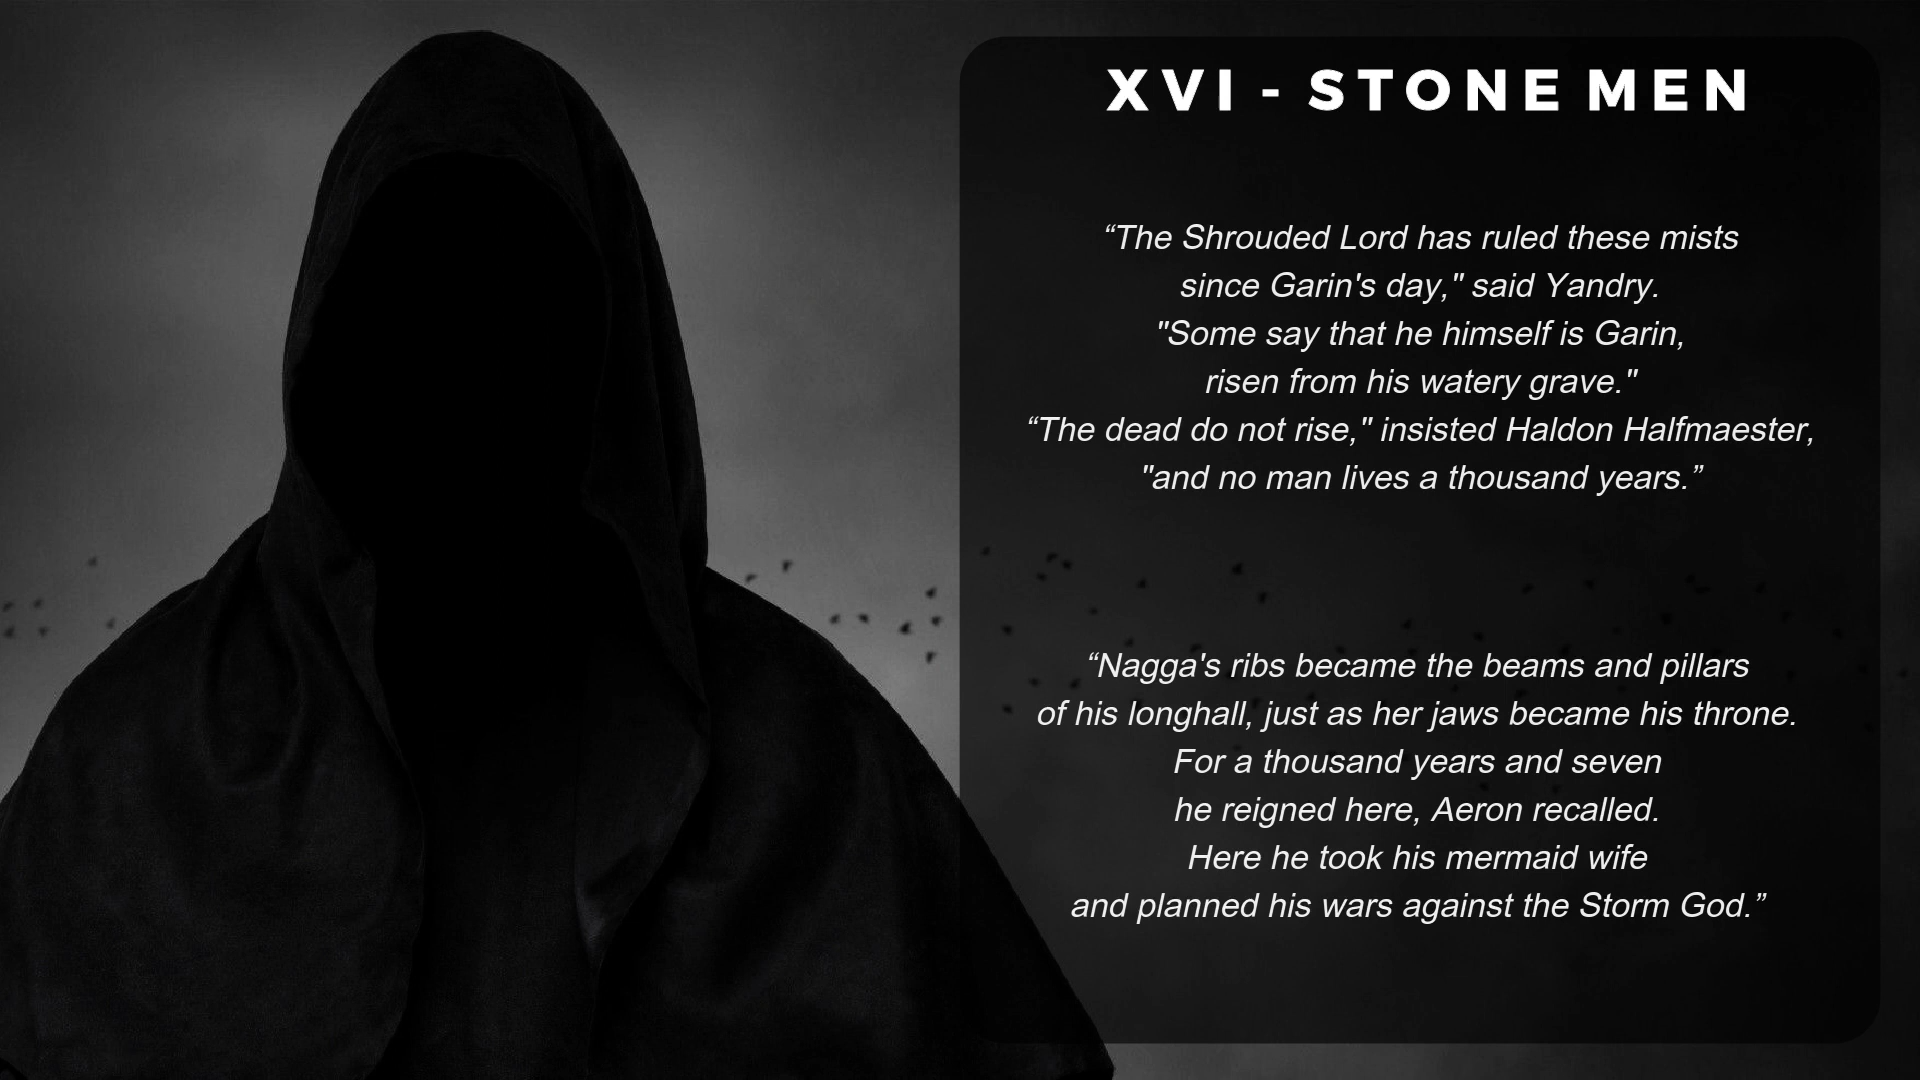 XVI - STONE MEN
“The Shrouded Lord has ruled these mists
since Garin's day," said Yandry.
"Some say that he himself is Garin,
risen from his watery grave."
“The dead do not rise," insisted Haldon Halfmaester,
"and no man lives a thousand years.”
“Nagga's ribs became the beams and pillars
of his longhall, just as her jaws became his throne.
For a thousand years and seven
he reigned here, Aeron recalled.
Here he took his mermaid wife
and planned his wars against the Storm God.”